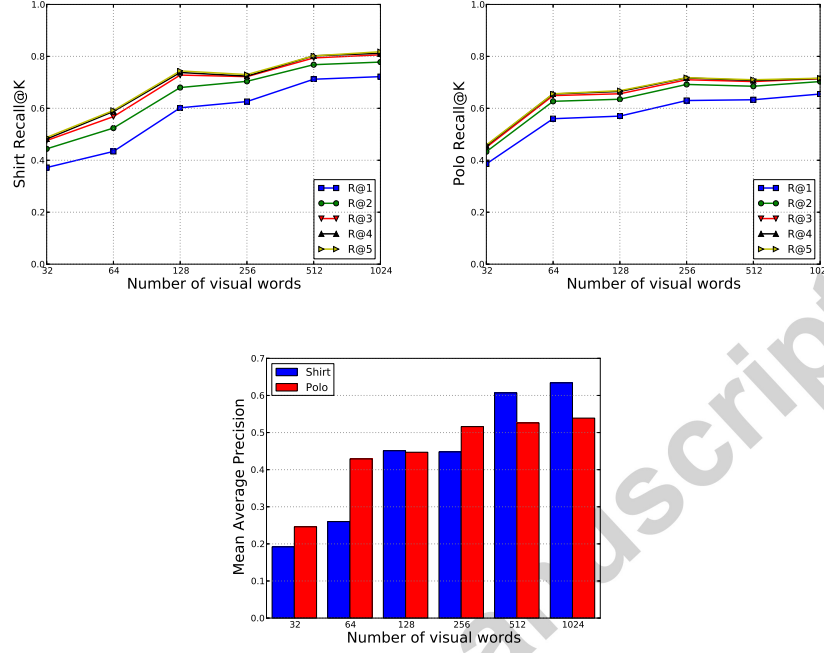 1.0
0.8
0.6
0.4
0.2
0.0
32 64 128 256 512 1024
Shirt Recall@K
Number of visual words
R@1
R@2
R@3
R@4
R@5
1.0
0.8
0.6
0.4
0.2
0.0
32 64 128 256 512 102
Polo Recall@K
Number of visual words
R@1
R@2
R@3
R@4
R@5
0.7
0.6
0.5
0.4
0.3
0.2
0.1
0.0
32 64 128 256 512 1024
Mean Average Precision
Number of visual words
Shirt
Polo
andscript